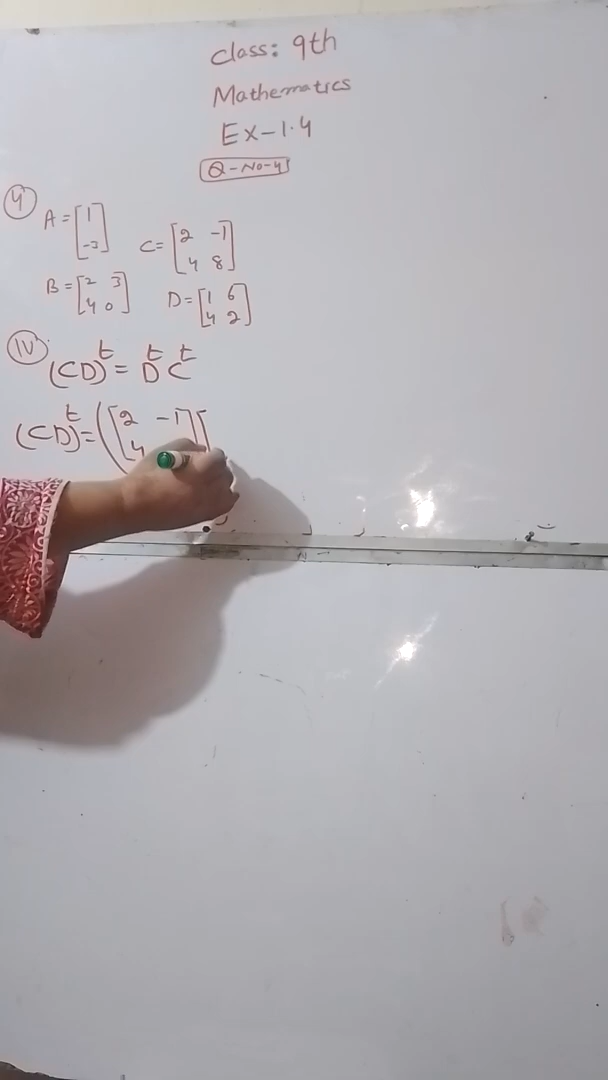 Class: 9th
Mathematics
Ex-1.4
Q-No-4
4
A = [1
-3]
C = [2 -1
4 8]
B = [2 3
4 0]
D = [1 6
4 2]
IV
(CD)^t = D^t C^t
(CD)^t = ([2 -1
4
] [